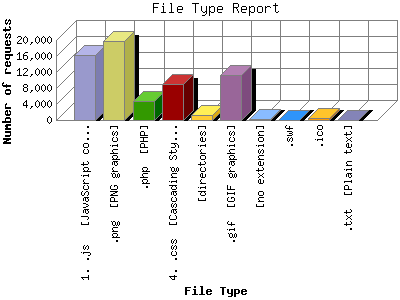 File Type Report
Number of requests
20,000
16,000
12,000
8,000
4,000
0
1. .js [JavaScript co...
.png [PNG graphics]
.php [PHP]
4. .css [Cascading Sty...
[directories]
.gif [GIF graphics]
[no extension]
.swf
.ico
.txt [Plain text]
File Type